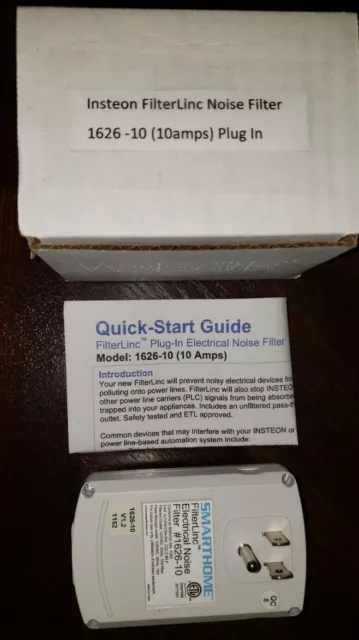 Insteon FilterLinc Noise Filter
1626 -10 (10amps) Plug In
Quick-Start Guide
FilterLinc™ Plug-In Electrical Noise Filter
Model: 1626-10 (10 Amps)
Introduction
Your new FilterLinc will prevent noisy electrical devices
polluting onto power lines. FilterLinc will also stop INSTEO
other power line carriers (PLC) signals from being absorbe
trapped into your appliances. Includes an unfiltered pass-
outlet. Safety tested and ETL approved.
Common devices that may interfere with your INSTEON or
power line-based automation system include:
SMARTHOME
FilterLinc™
Electrical Noise
Filter #1626-10
1626-10
V1.2
1152
QC